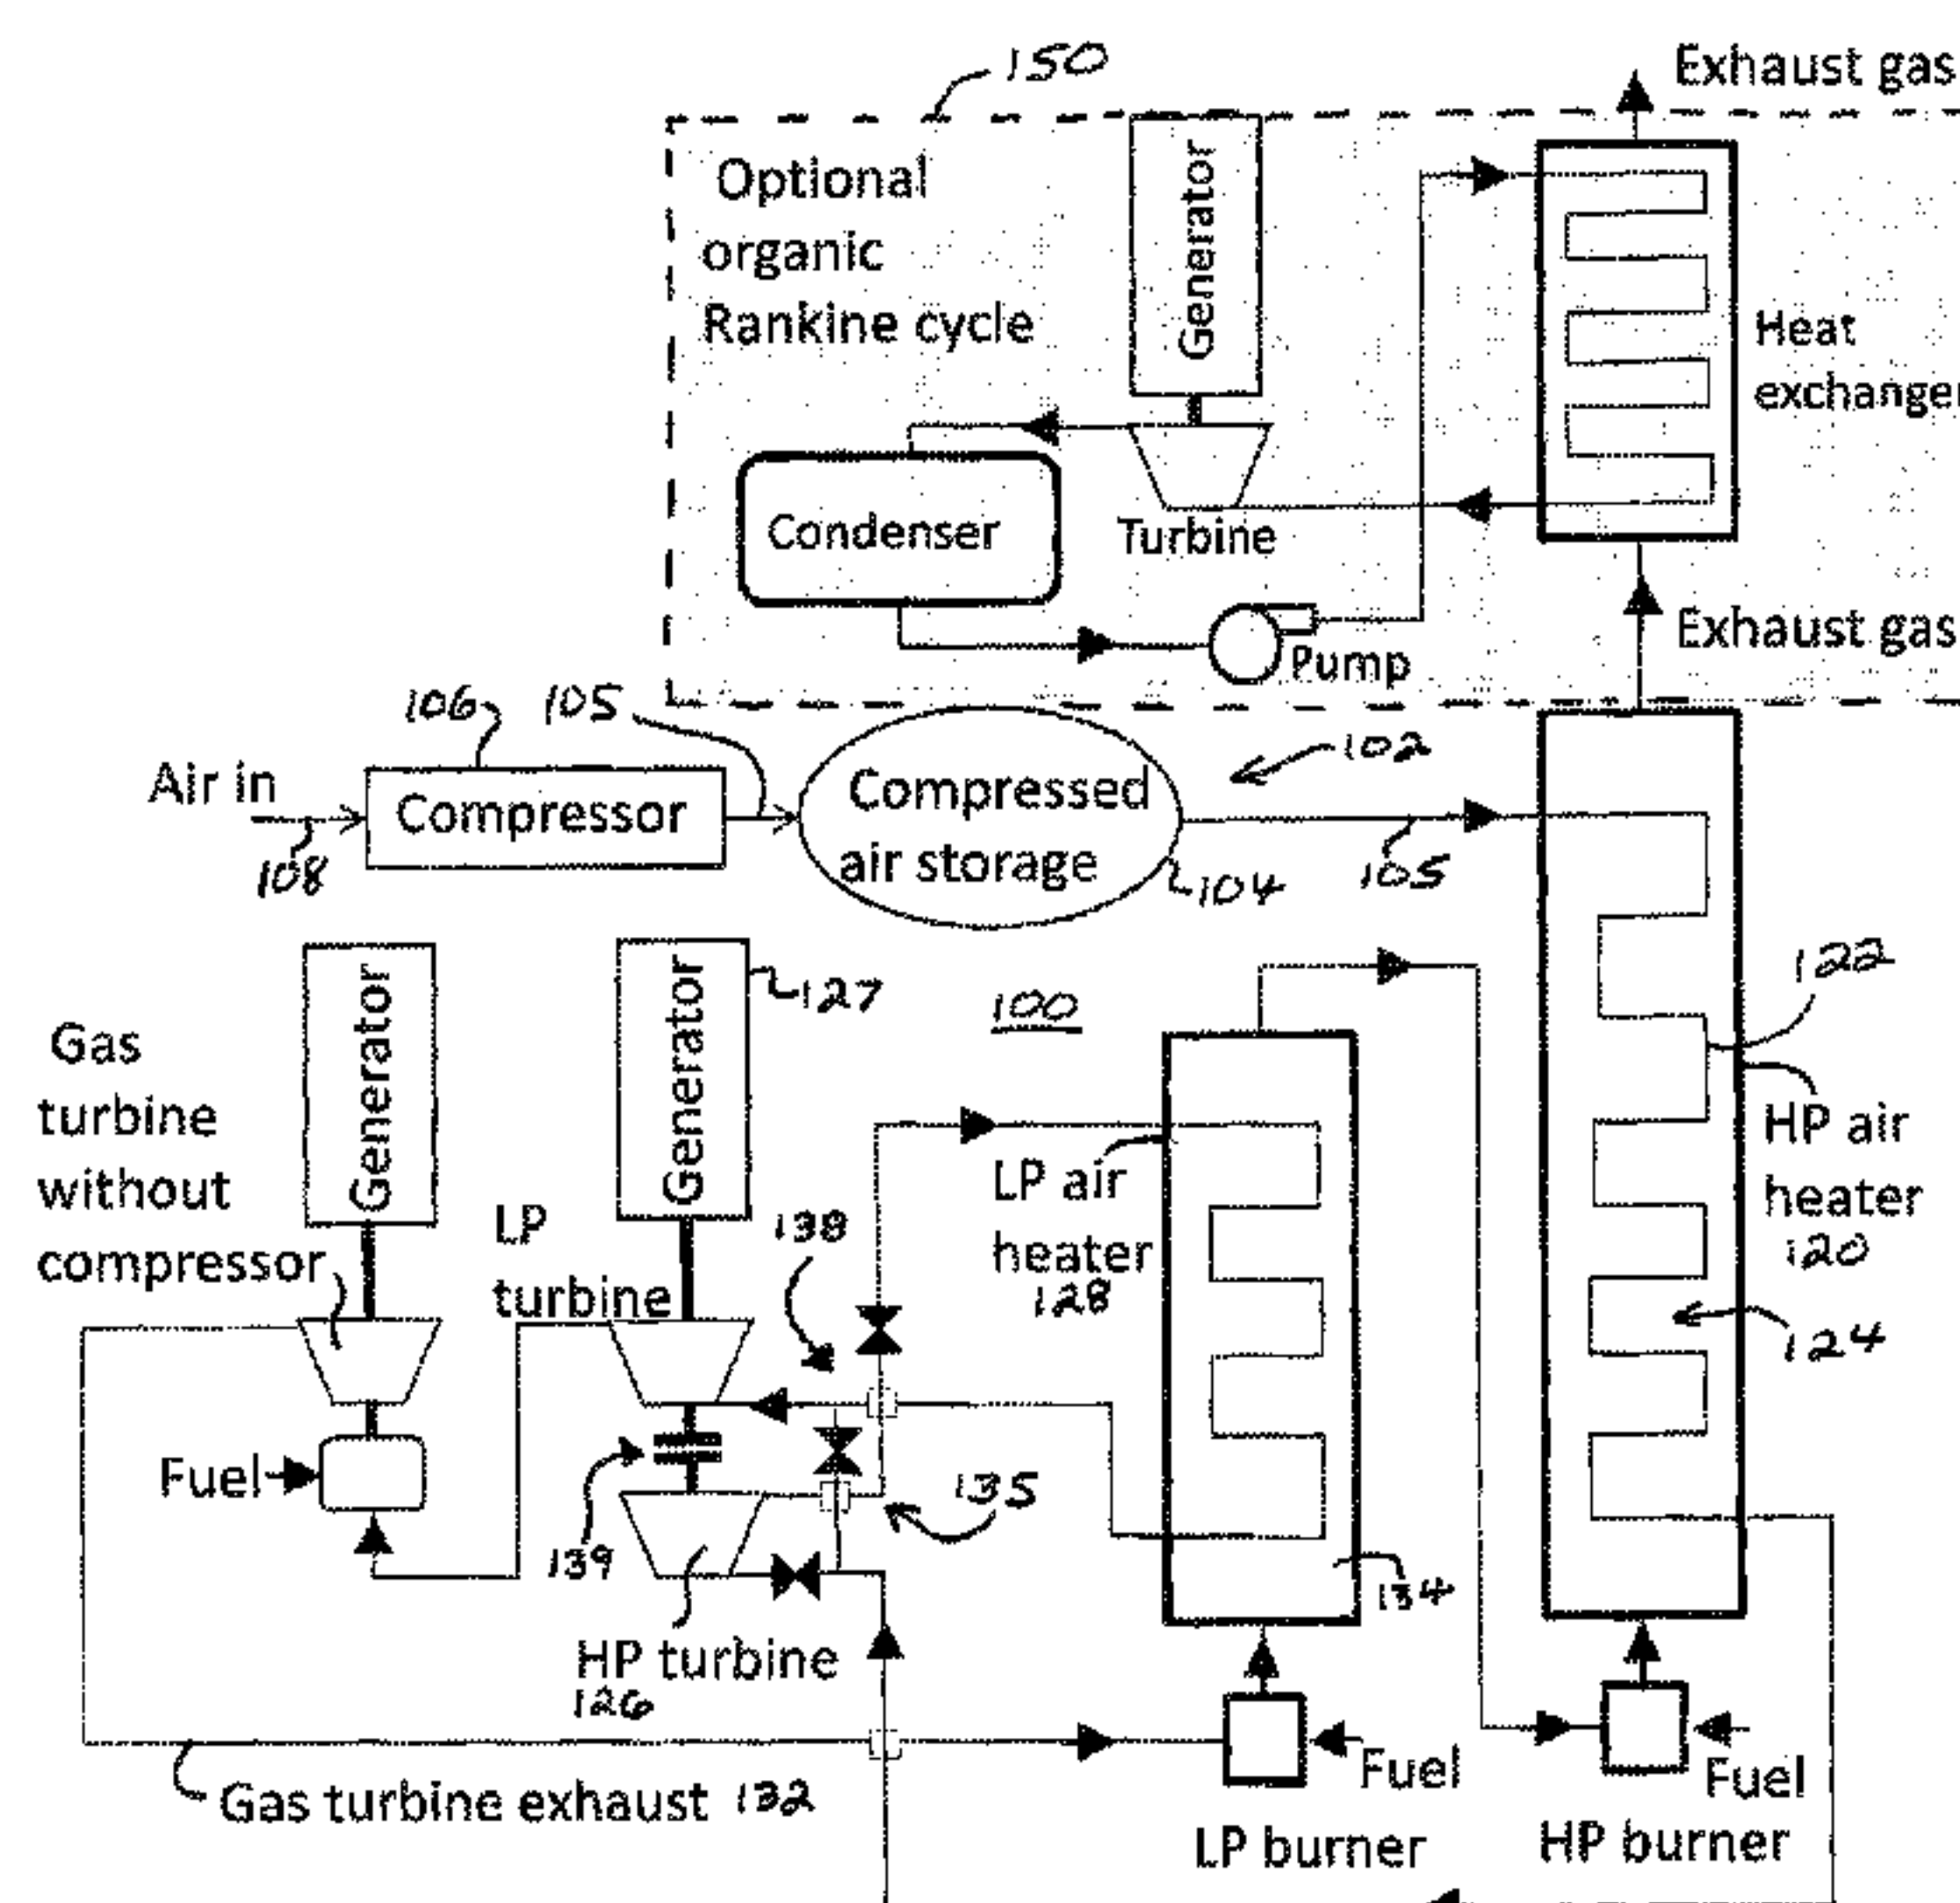 150
Exhaust gas
Optional
organic
Rankine cycle
Generator
Heat
exchanger
Condenser
Turbine
Exhaust gas
Pump
106
105
102
Air in
Compressor
Compressed
air storage
108
104
105
122
127
100
Gas
turbine
without
compressor
Generator
Generator
LP
turbine
138
LP air
heater
128
HP air
heater
120
124
Fuel
139
135
134
HP turbine
126
Gas turbine exhaust 132
Fuel
Fuel
LP burner
HP burner